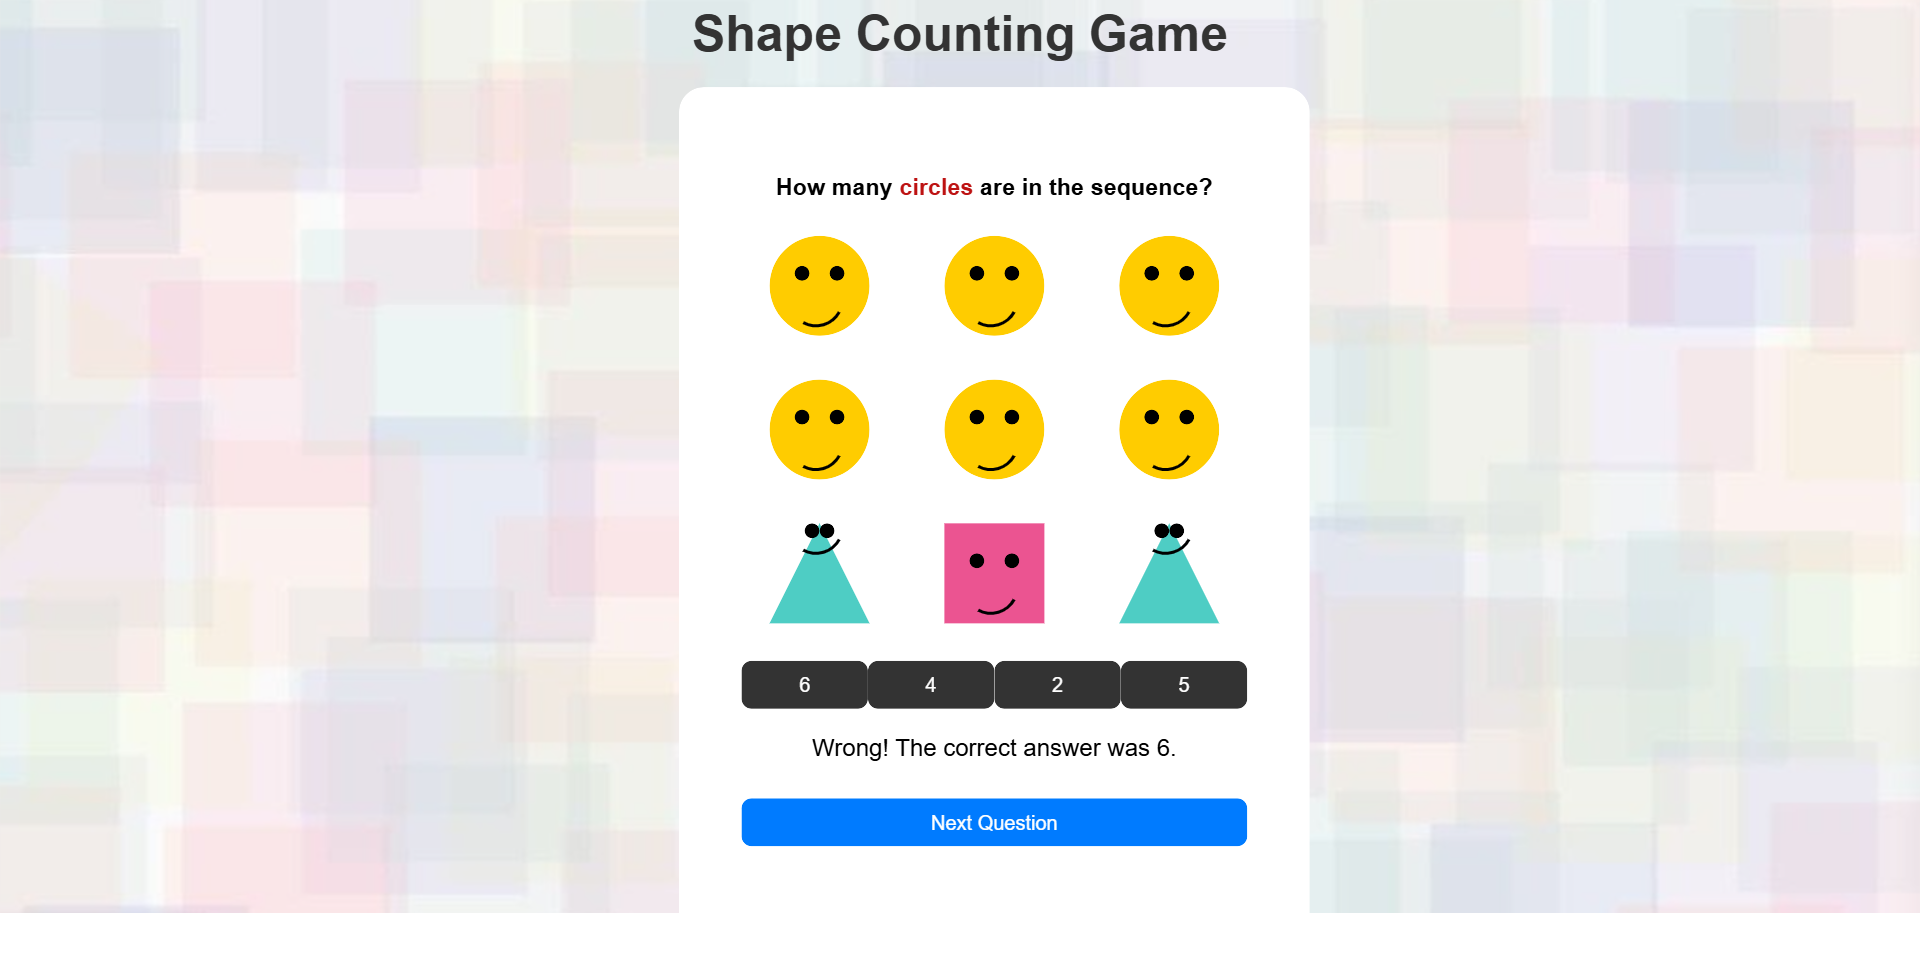 Shape Counting Game
How many circles are in the sequence?
6
4
2
5
Wrong! The correct answer was 6.
Next Question